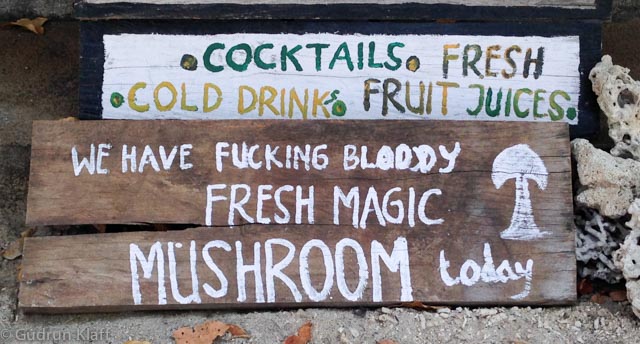 COCKTAILS. FRESH
COLD DRINKS FRUIT JUICES.
WE HAVE FUCKING BLOODY
FRESH MAGIC
MUSHROOM today
© Gudrun Klaft